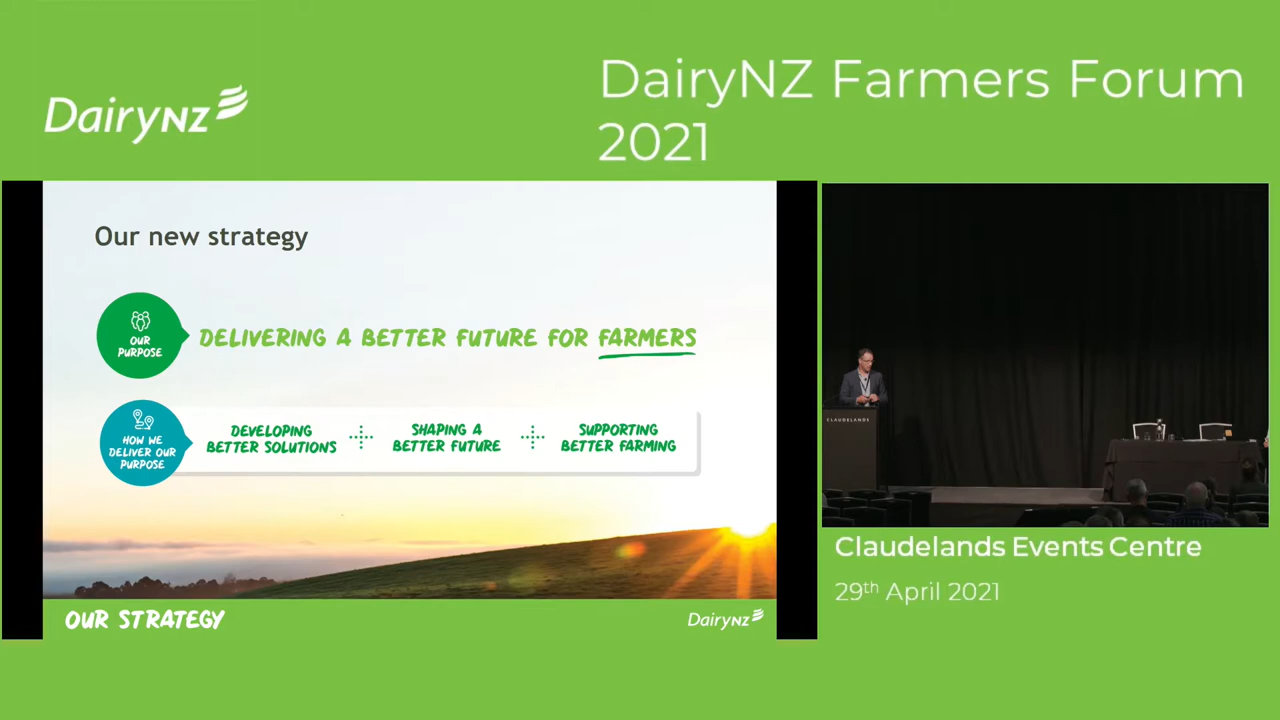 DairyNZ
DairyNZ Farmers Forum
2021
Our new strategy
OUR
PURPOSE
DELIVERING A BETTER FUTURE FOR FARMERS
HOW WE
DELIVER OUR
PURPOSE
DEVELOPING
BETTER SOLUTIONS
SHAPING A
BETTER FUTURE
SUPPORTING
BETTER FARMING
OUR STRATEGY
DairyNZ
CLAUDELANDS
Claudelands Events Centre
29th April 2021